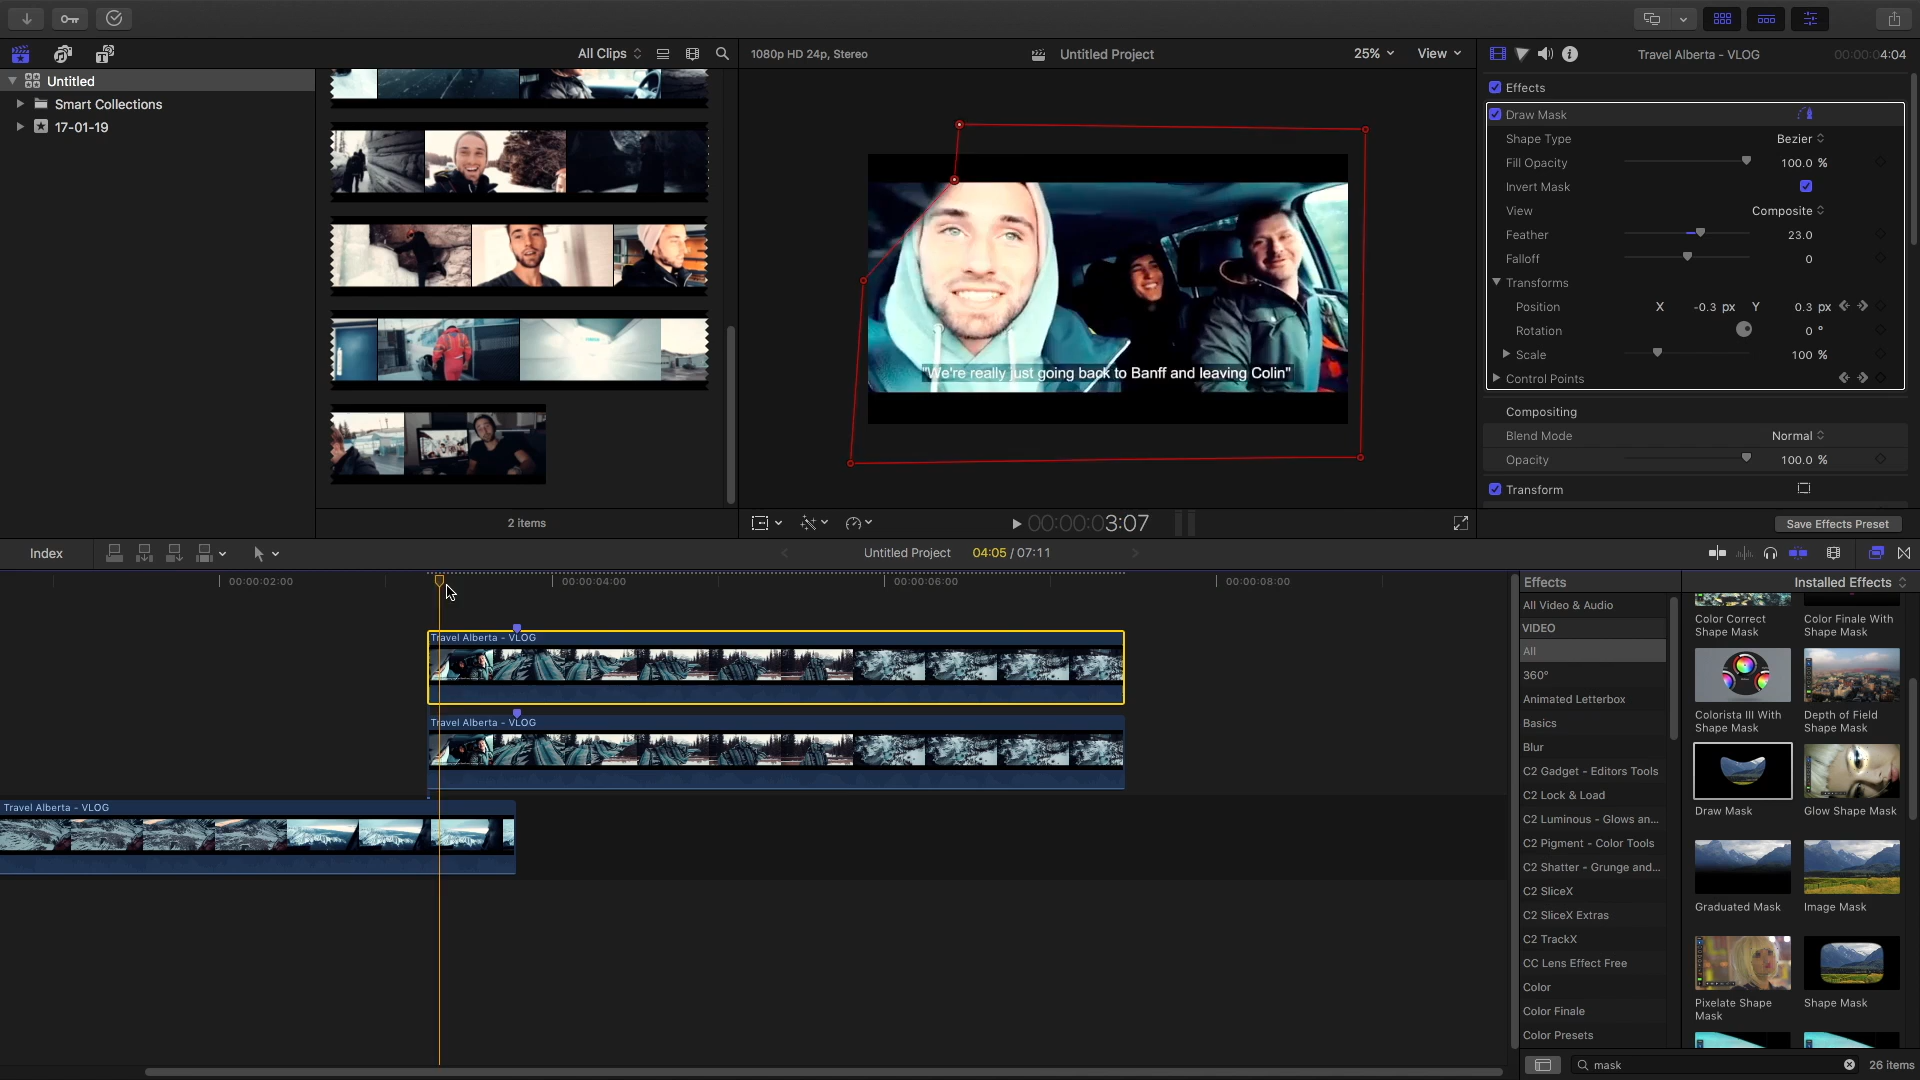 All Clips
1080p HD 24p, Stereo
Untitled Project
25%
View
Travel Alberta - VLOG
00:00:04:04
Untitled
Smart Collections
17-01-19
2 items
"We're really just going back to Banff and leaving Colin"
00:00:03:07
Effects
Draw Mask
Shape Type
Bezier
Fill Opacity
100.0 %
Invert Mask
View
Composite
Feather
23.0
Falloff
0
Transforms
Position
X
-0.3 px
Y
0.3 px
Rotation
0 °
Scale
100 %
Control Points
Compositing
Blend Mode
Normal
Opacity
100.0 %
Transform
Save Effects Preset
Index
Untitled Project
04:05 / 07:11
00:00:02:00
00:00:04:00
00:00:06:00
00:00:08:00
Travel Alberta - VLOG
Travel Alberta - VLOG
Travel Alberta - VLOG
Effects
Installed Effects
All Video & Audio
VIDEO
All
360°
Animated Letterbox
Basics
Blur
C2 Gadget - Editors Tools
C2 Lock & Load
C2 Luminous - Glows an...
C2 Pigment - Color Tools
C2 Shatter - Grunge and...
C2 SliceX
C2 SliceX Extras
C2 TrackX
CC Lens Effect Free
Color
Color Finale
Color Presets
Color Correct
Shape Mask
Color Finale With
Shape Mask
Colorista III With
Shape Mask
Depth of Field
Shape Mask
Draw Mask
Glow Shape Mask
Graduated Mask
Image Mask
Pixelate Shape
Mask
Shape Mask
mask
26 items